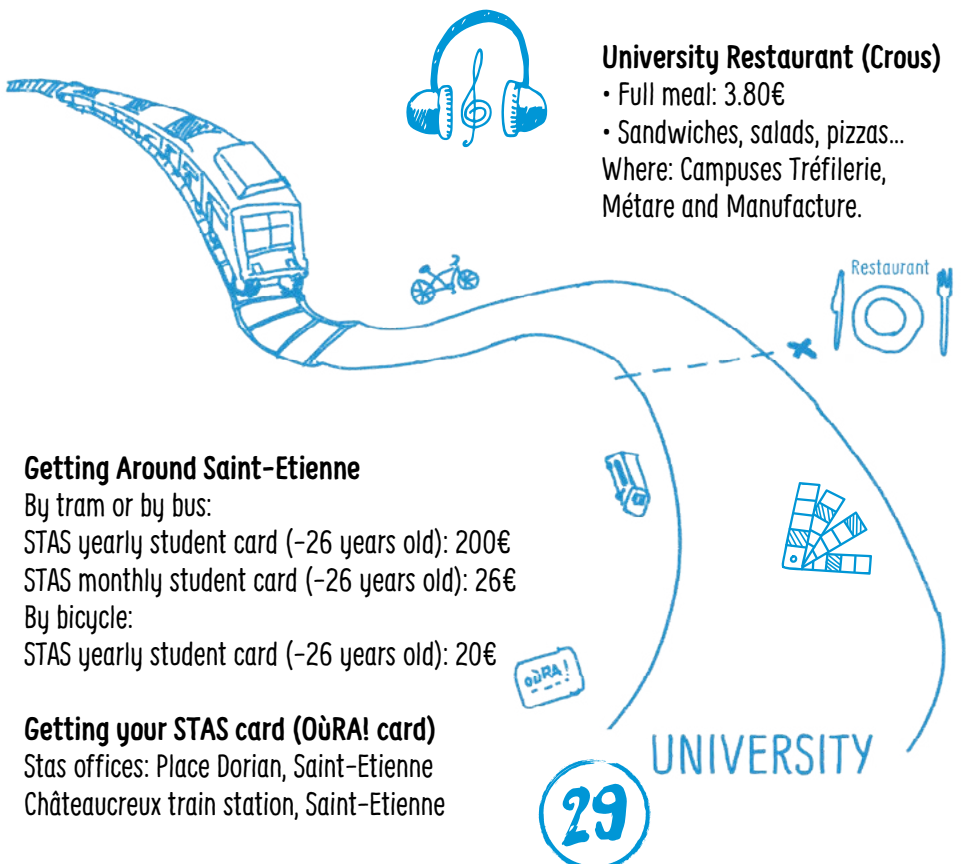 University Restaurant (Crous)
• Full meal: 3.80€
• Sandwiches, salads, pizzas...
Where: Campuses Tréfilerie,
Métare and Manufacture.
Restaurant
Getting Around Saint-Etienne
By tram or by bus:
STAS yearly student card (-26 years old): 200€
STAS monthly student card (-26 years old): 26€
By bicycle:
STAS yearly student card (-26 years old): 20€
OùRA!
Getting your STAS card (OùRA! card)
Stas offices: Place Dorian, Saint-Etienne
Châteaucreux train station, Saint-Etienne
UNIVERSITY
29